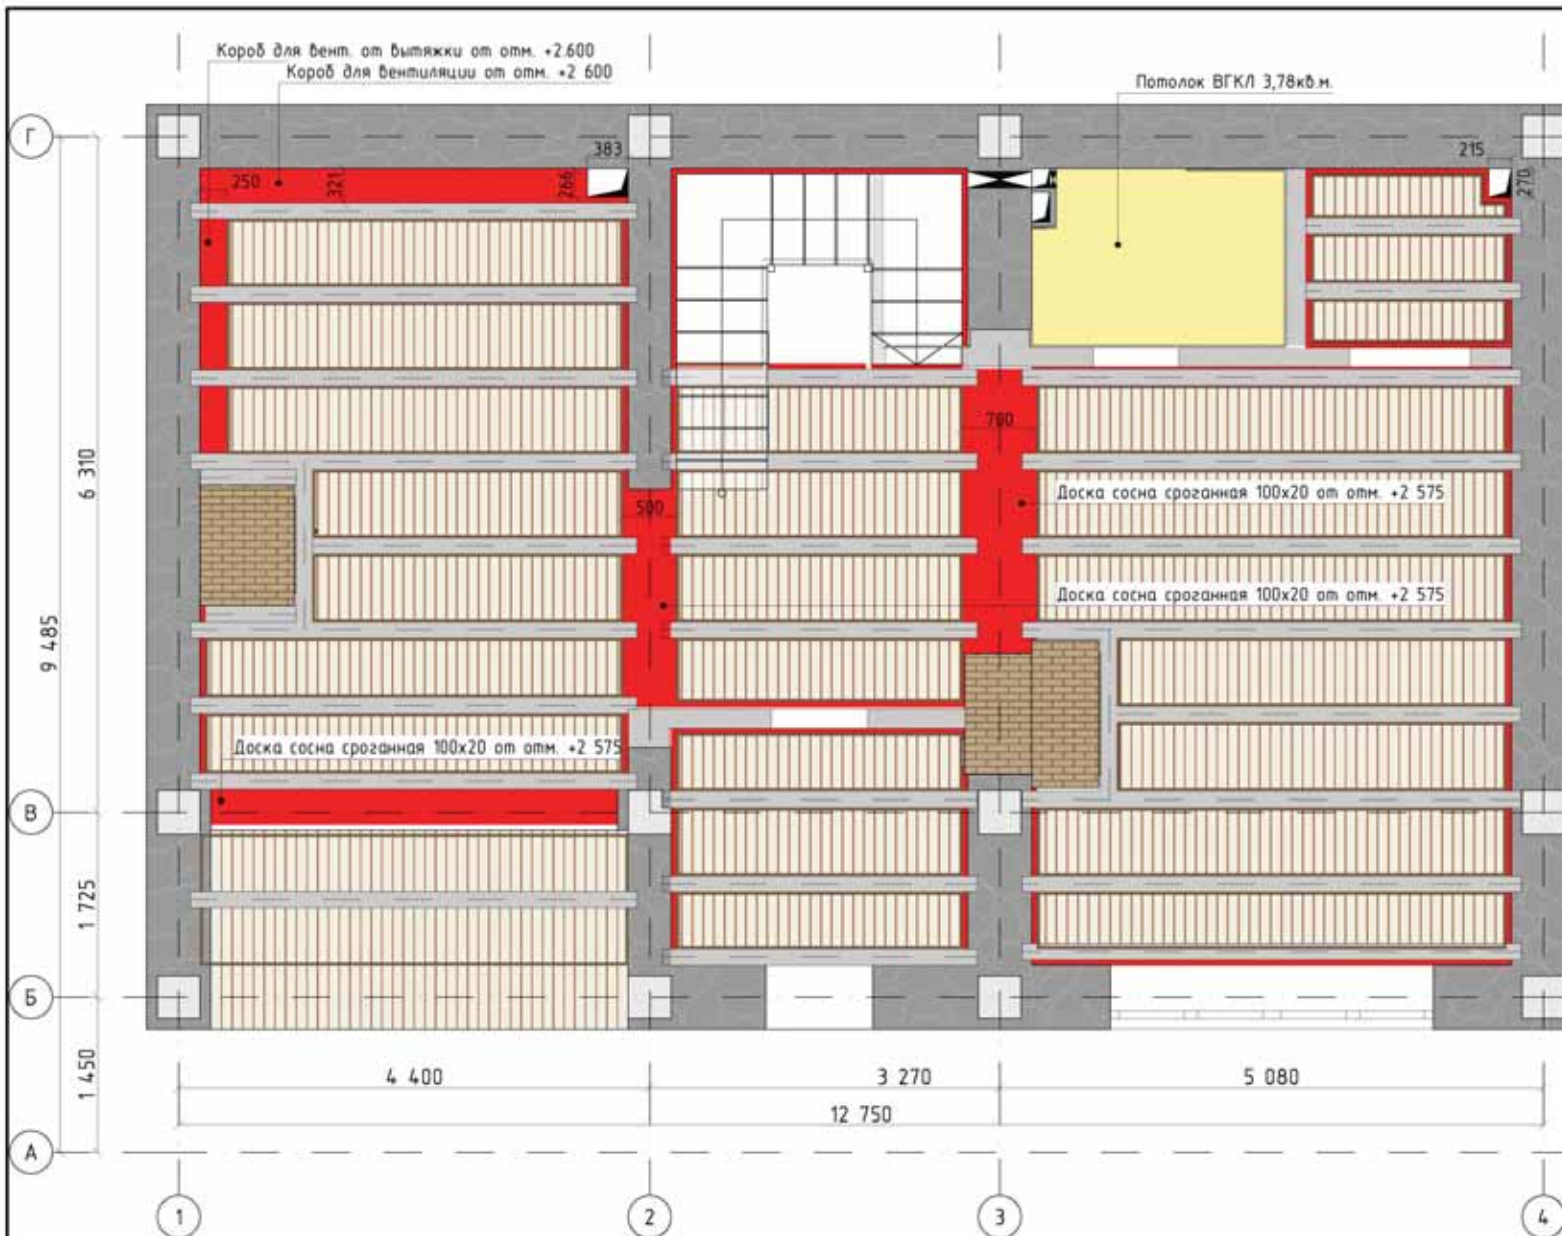 Короб для вент. от вытяжки от отм. +2.600
Короб для вентиляции от отм. +2 600
Потолок ВГКЛ 3,78кв.м.
Г
383
215
250
321
266
270
700
6 310
Доска сосна сроганная 100х20 от отм. +2 575
500
Доска сосна сроганная 100х20 от отм. +2 575
9 485
Доска сосна сроганная 100х20 от отм. +2 575
В
1 725
Б
1 450
4 400
3 270
5 080
12 750
А
1
2
3
4